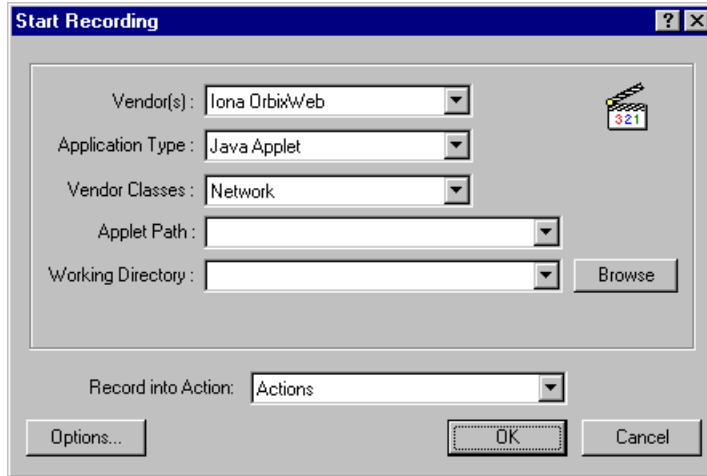 Start Recording
Vendor(s) : Iona OrbixWeb
321
Application Type : Java Applet
Vendor Classes : Network
Applet Path :
Working Directory : Browse
Record into Action: Actions
Options... OK Cancel